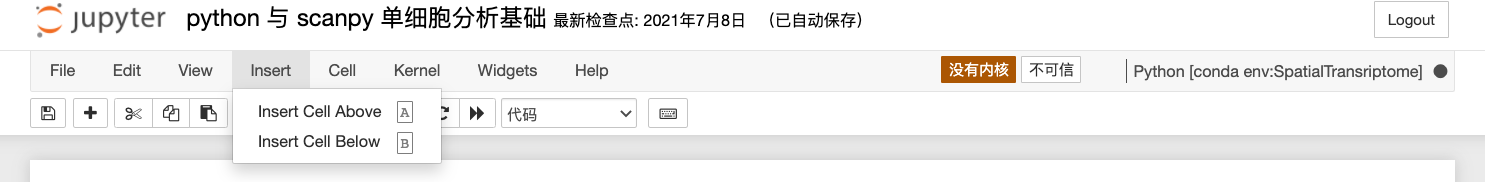 jupyter python 与 scanpy 单细胞分析基础 最新检查点: 2021年7月8日 （已自动保存） Logout
File Edit View Insert Cell Kernel Widgets Help 没有内核 不可信 Python [conda env:SpatialTransriptome]
代码
Insert Cell Above A
Insert Cell Below B